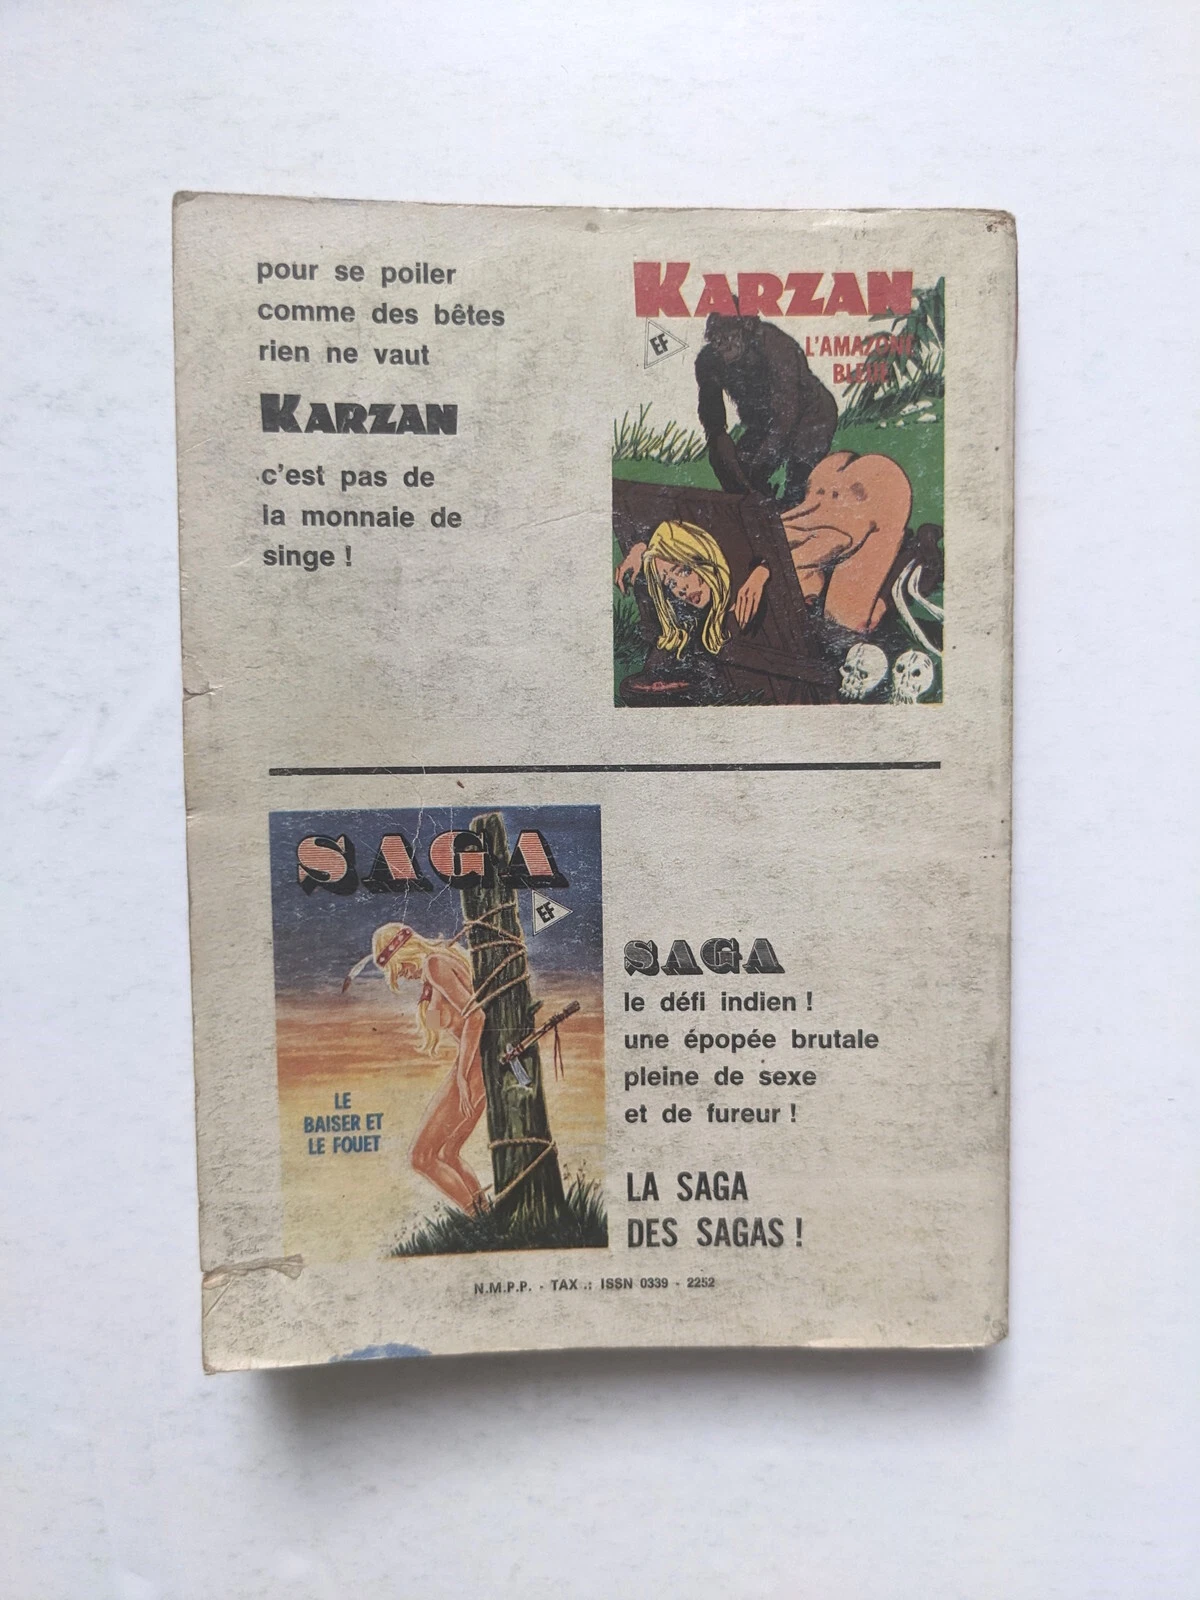 pour se poiler
comme des bêtes
rien ne vaut
KARZAN
c'est pas de
la monnaie de
singe !
KARZAN
EF
L'AMAZONE
BLEUE
SAGA
EF
LE
BAISER ET
LE FOUET
SAGA
le défi indien !
une épopée brutale
pleine de sexe
et de fureur !
LA SAGA
DES SAGAS !
N.M.P.P. - TAX .: ISSN 0339 - 2252